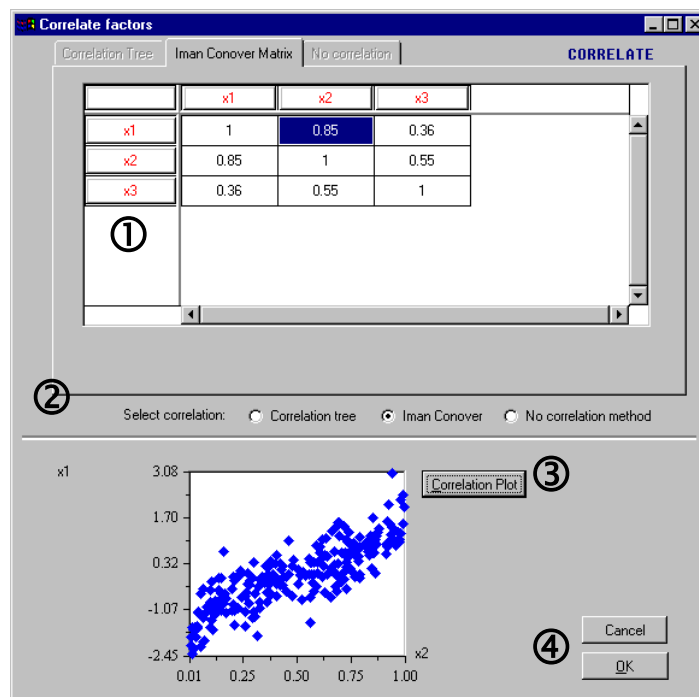 Correlate factors
Correlation Tree Iman Conover Matrix No correlation CORRELATE
x1 x2 x3
x1 1 0.85 0.36
x2 0.85 1 0.55
x3 0.36 0.55 1
①
②
Select correlation: Correlation tree Iman Conover No correlation method
x1
3.08
1.70
0.32
-1.07
-2.45
0.01 0.25 0.50 0.75 1.00
x2
Correlation Plot ③
Cancel
④
OK